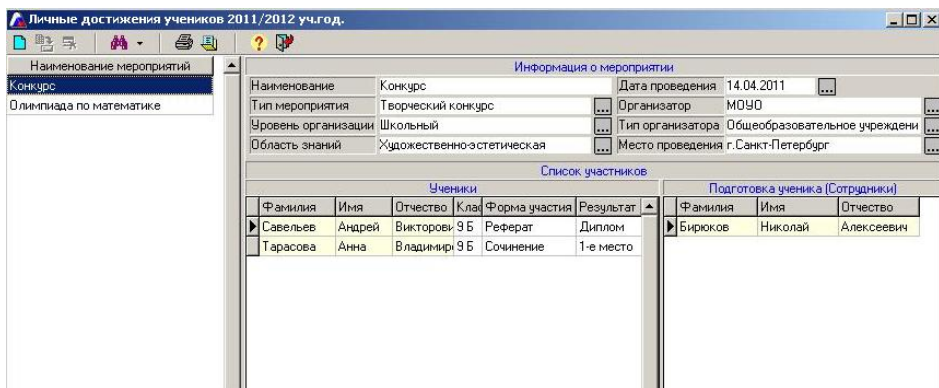 Личные достижения учеников 2011/2012 уч.год.
Наименование мероприятий
Конкурс
Олимпиада по математике
Информация о мероприятии
Наименование Конкурс Дата проведения 14.04.2011 ...
Тип мероприятия Творческий конкурс ... Организатор МОУО ...
Уровень организации Школьный ... Тип организатора Общеобразовательное учреждени ...
Область знаний Художественно-эстетическая ... Место проведения г.Санкт-Петербург ...
Список участников
Ученики
Фамилия Имя Отчество Клас Форма участия Результат
Савельев Андрей Викторови 9 Б Реферат Диплом
Тарасова Анна Владимиро 9 Б Сочинение 1-е место
Подготовка ученика (Сотрудники)
Фамилия Имя Отчество
Бирюков Николай Алексеевич